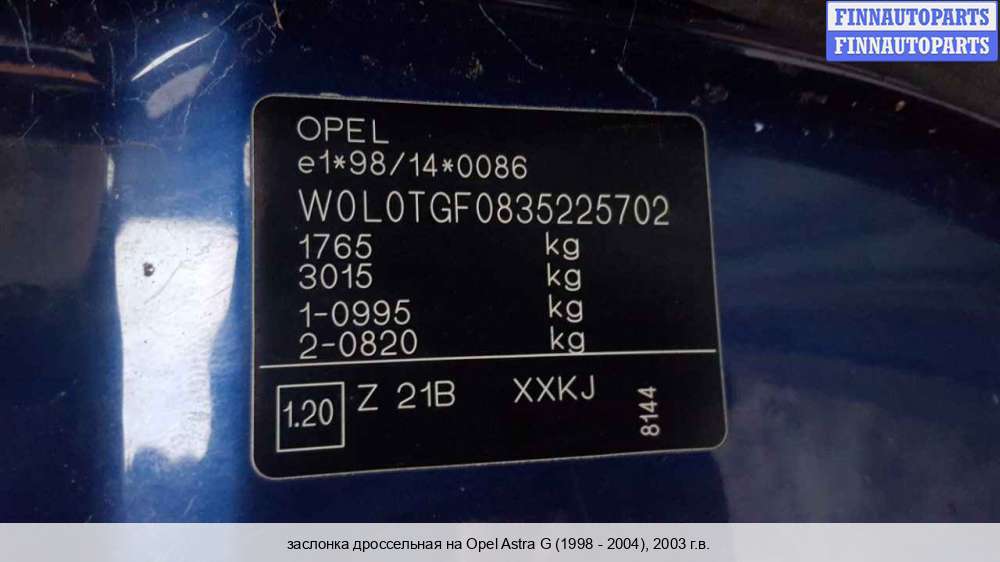 FINNAUTOPARTS
FINNAUTOPARTS
OPEL
e1*98/14*0086
W0L0TGF0835225702
1765 kg
3015 kg
1-0995 kg
2-0820 kg
1.20 Z 21B XXKJ 8144
заслонка дроссельная на Opel Astra G (1998 - 2004), 2003 г.в.